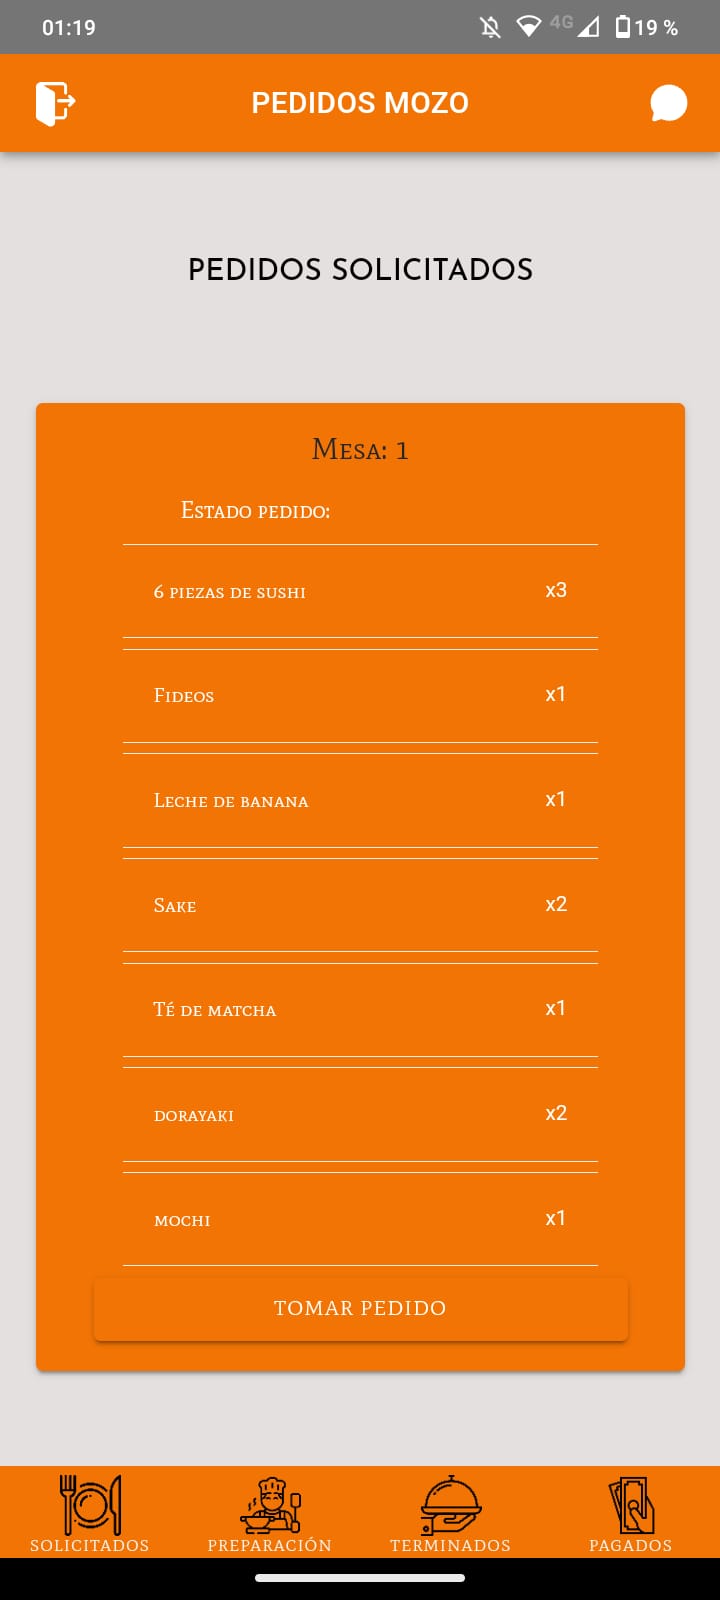 01:19
4G
19 %
PEDIDOS MOZO
PEDIDOS SOLICITADOS
Mesa: 1
Estado pedido:
6 piezas de sushi x3
Fideos x1
Leche de banana x1
Sake x2
Té de matcha x1
dorayaki x2
mochi x1
TOMAR PEDIDO
SOLICITADOS PREPARACIÓN TERMINADOS PAGADOS